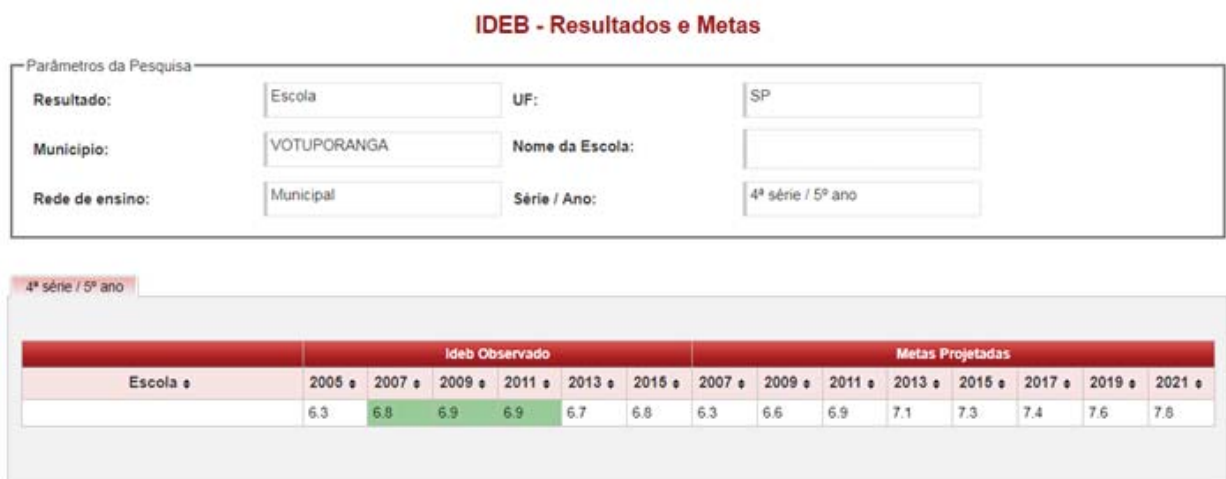 IDEB - Resultados e Metas
Parâmetros da Pesquisa
Resultado: Escola UF: SP
Município: VOTUPORANGA Nome da Escola:
Rede de ensino: Municipal Série / Ano: 4ª série / 5º ano
4ª série / 5º ano
Ideb Observado Metas Projetadas
Escola 2005 2007 2009 2011 2013 2015 2007 2009 2011 2013 2015 2017 2019 2021
6.3 6.8 6.9 6.9 6.7 6.8 6.3 6.6 6.9 7.1 7.3 7.4 7.6 7.8